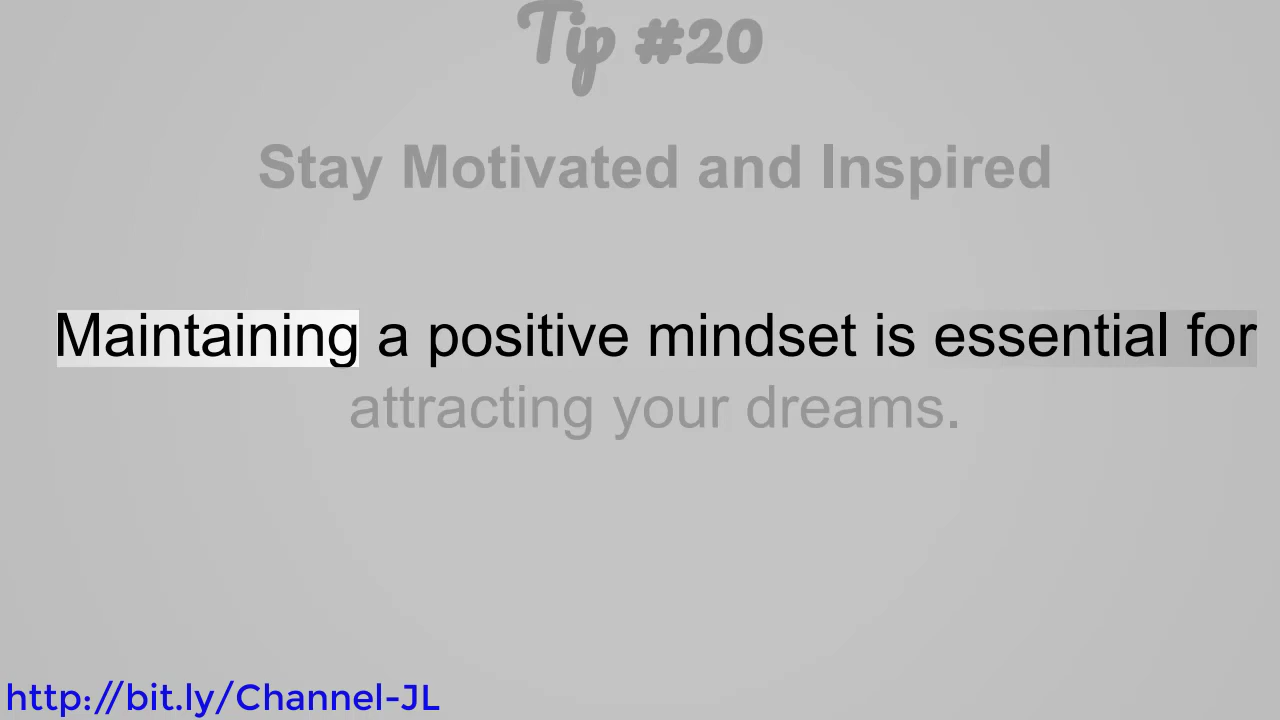 Tip #20
Stay Motivated and Inspired
Maintaining a positive mindset is essential for
attracting your dreams.
http://bit.ly/Channel-JL